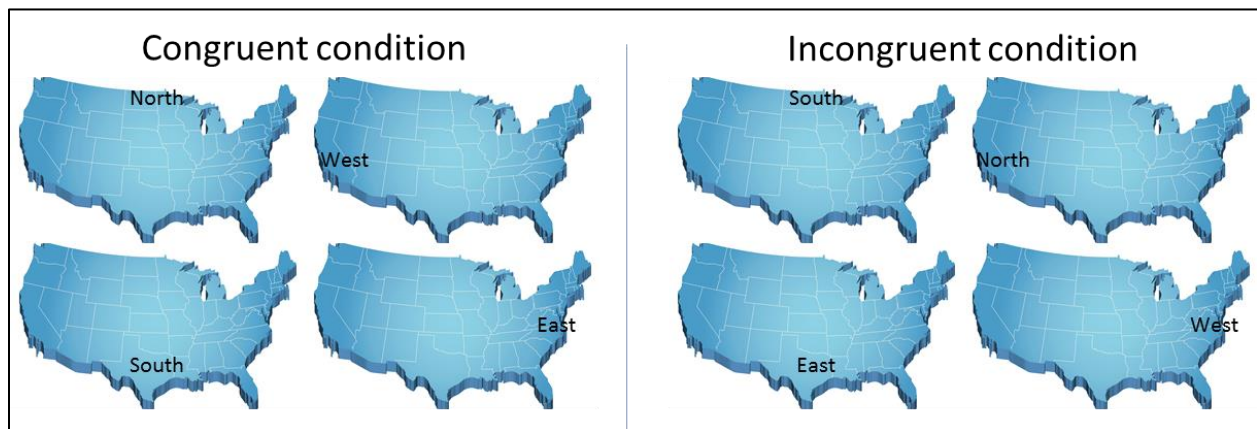 Congruent condition
North
West
South
East
Incongruent condition
South
North
East
West